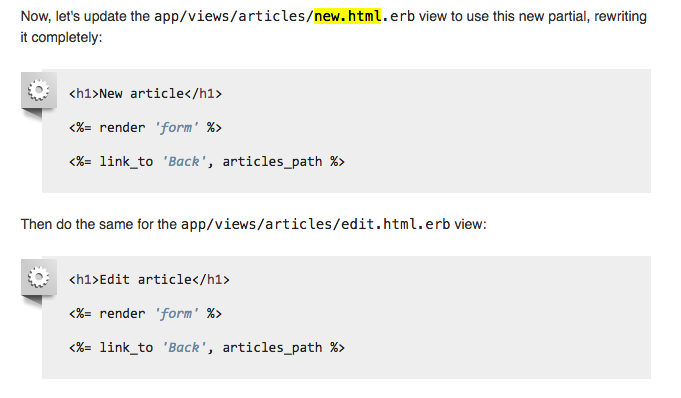 Now, let's update the app/views/articles/new.html.erb view to use this new partial, rewriting
it completely:
<h1>New article</h1>
<%= render 'form' %>
<%= link_to 'Back', articles_path %>
Then do the same for the app/views/articles/edit.html.erb view:
<h1>Edit article</h1>
<%= render 'form' %>
<%= link_to 'Back', articles_path %>